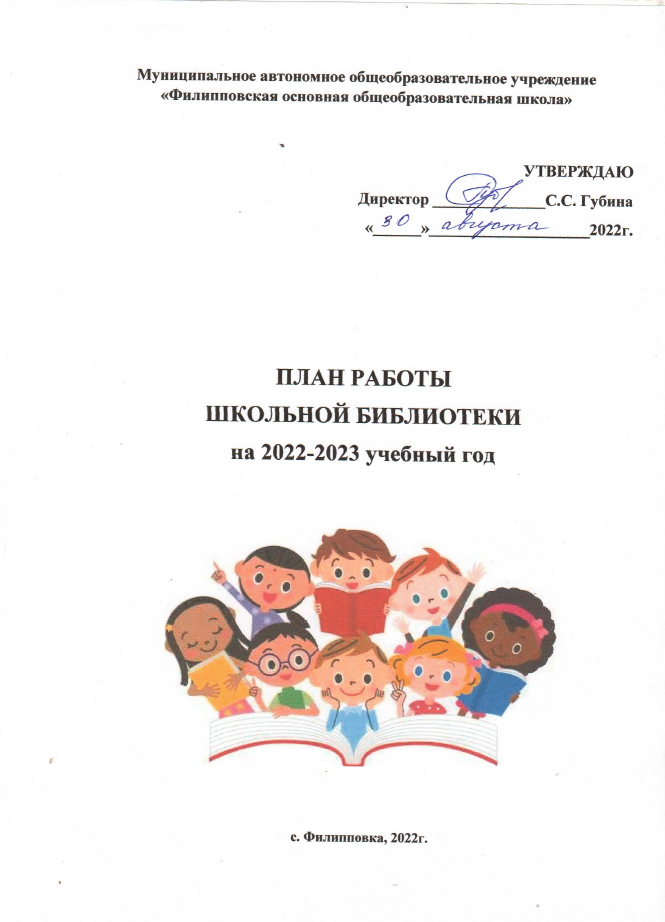 Муниципальное автономное общеобразовательное учреждение
«Филипповская основная общеобразовательная школа»
УТВЕРЖДАЮ
Директор ______________С.С. Губина
«30» августа 2022г.
ПЛАН РАБОТЫ
ШКОЛЬНОЙ БИБЛИОТЕКИ
на 2022-2023 учебный год
с. Филипповка, 2022г.